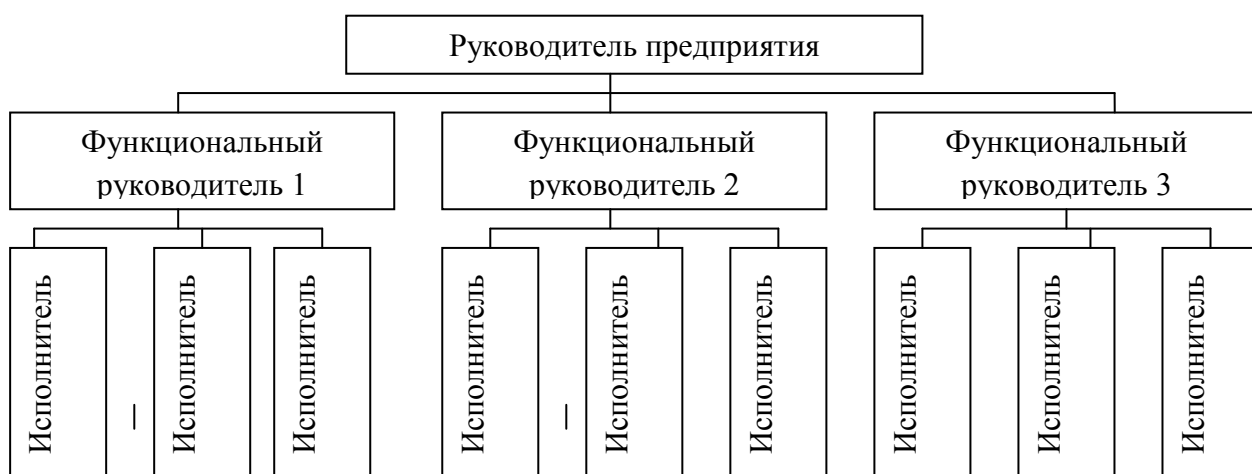 Руководитель предприятия
Функциональный
руководитель 1
Функциональный
руководитель 2
Функциональный
руководитель 3
Исполнитель
Исполнитель
Исполнитель
Исполнитель
Исполнитель
Исполнитель
Исполнитель
Исполнитель
Исполнитель